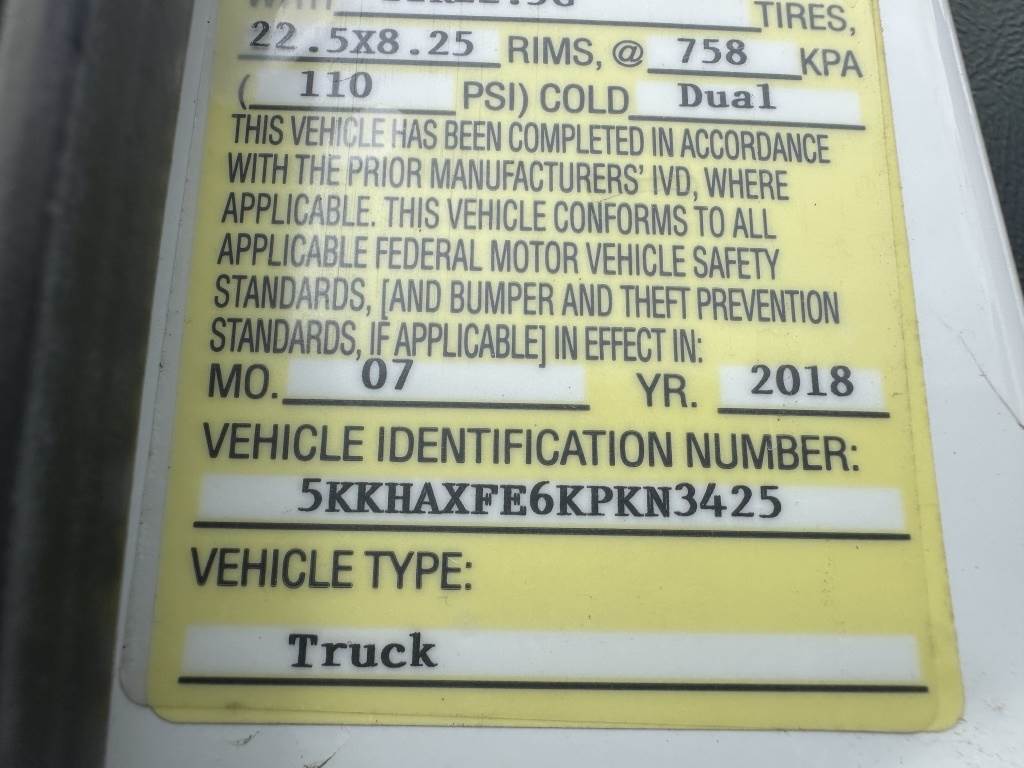 TIRES,
22.5X8.25 RIMS, @ 758 KPA
( 110 PSI) COLD Dual
THIS VEHICLE HAS BEEN COMPLETED IN ACCORDANCE
WITH THE PRIOR MANUFACTURERS' IVD, WHERE
APPLICABLE. THIS VEHICLE CONFORMS TO ALL
APPLICABLE FEDERAL MOTOR VEHICLE SAFETY
STANDARDS, [AND BUMPER AND THEFT PREVENTION
STANDARDS, IF APPLICABLE] IN EFFECT IN:
MO. 07 YR. 2018
VEHICLE IDENTIFICATION NUMBER:
5KKHAXFE6KPKN3425
VEHICLE TYPE:
Truck